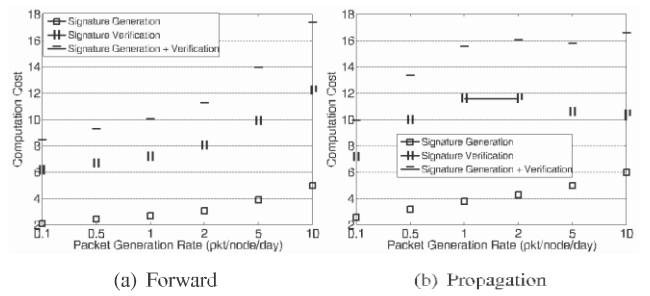 18
16
14
12
10
8
6
4
2
Computation Cost
Signature Generation
Signature Verification
Signature Generation + Verification
0.1 0.5 1 2 5 10
Packet Generation Rate (pkt/node/day)
(a) Forward
18
16
14
12
10
8
6
4
2
Computation Cost
Signature Generation
Signature Verification
Signature Generation + Verification
0.1 0.5 1 2 5 10
Packet Generation Rate (pkt/node/day)
(b) Propagation